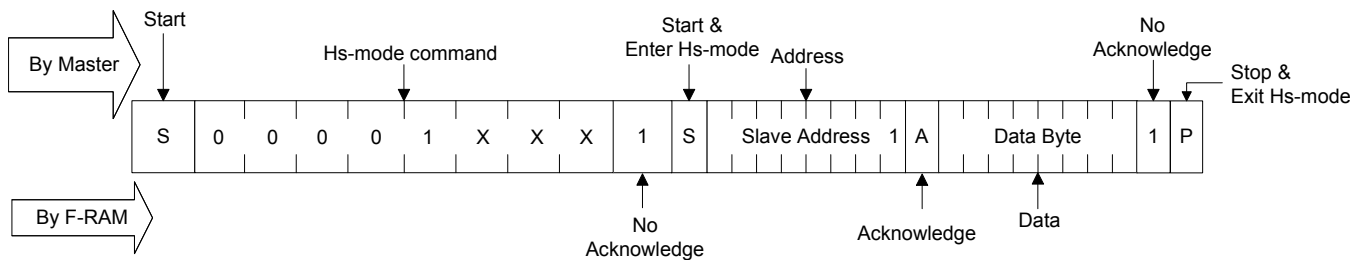 Start
Start &
Enter Hs-mode
No
Acknowledge
By Master
Hs-mode command
Address
Stop &
Exit Hs-mode
S 0 0 0 0 1 X X X 1 S Slave Address 1 A Data Byte 1 P
By F-RAM
No
Acknowledge
Acknowledge
Data